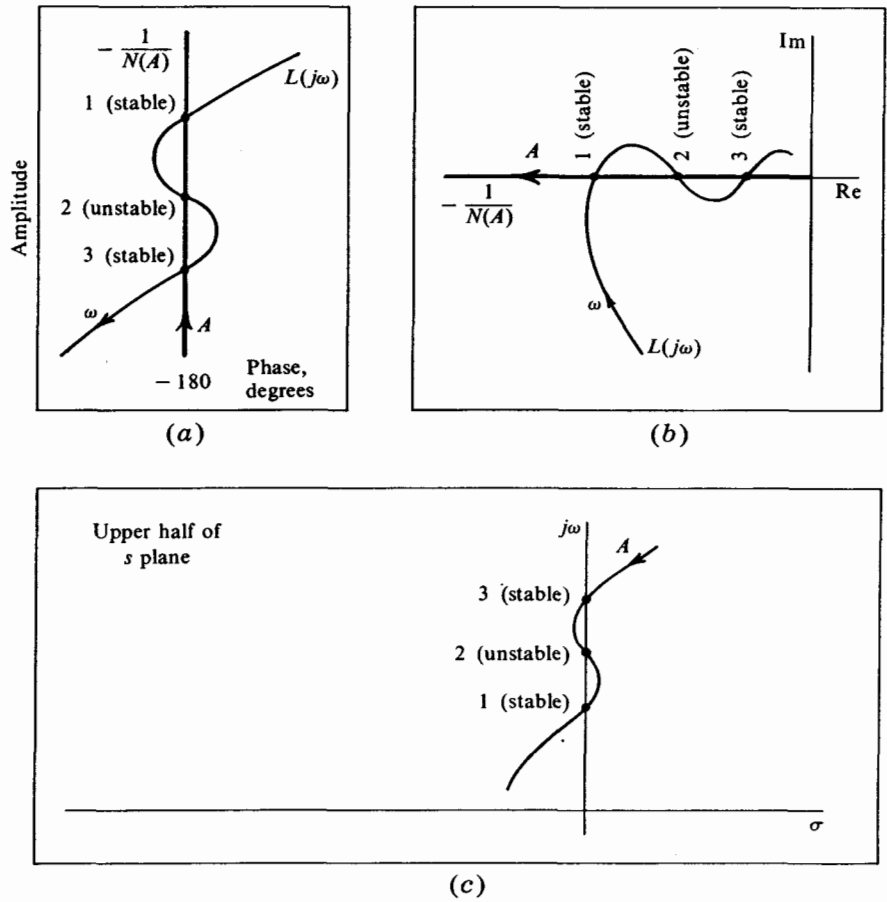 − 1/N(A)
L(jω)
1 (stable)
2 (unstable)
3 (stable)
Amplitude
ω
A
− 180
Phase,
degrees
(a)
Im
1 (stable)
2 (unstable)
3 (stable)
A
− 1/N(A)
Re
ω
L(jω)
(b)
Upper half of
s plane
jω
A
3 (stable)
2 (unstable)
1 (stable)
σ
(c)